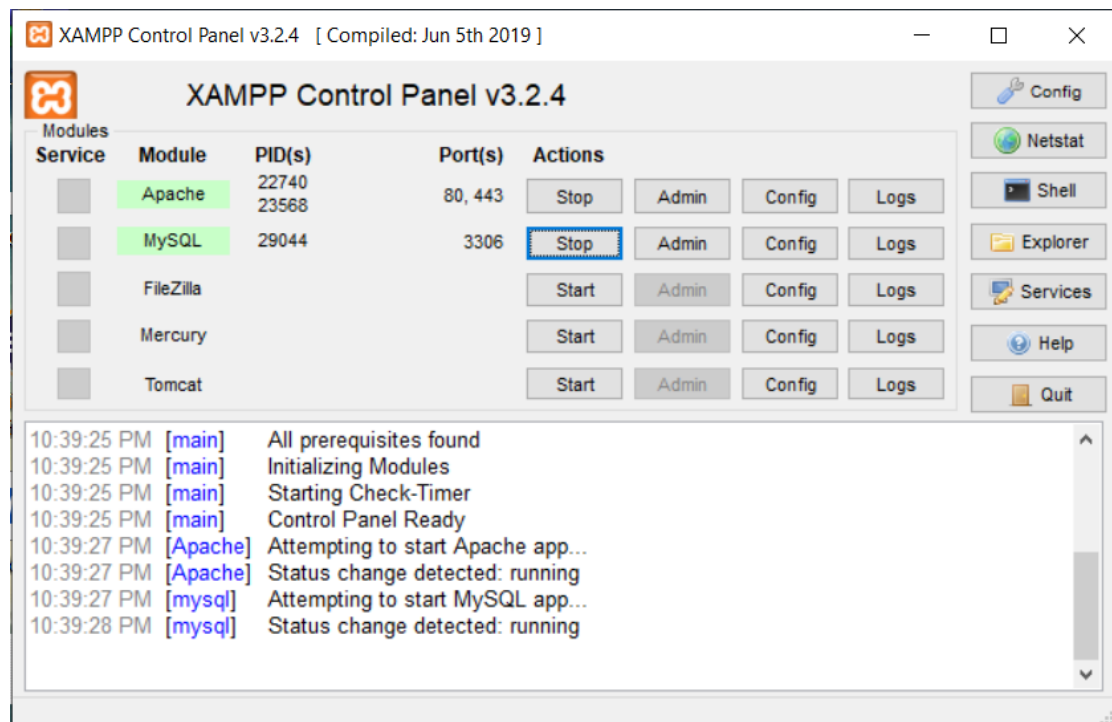 XAMPP Control Panel v3.2.4 [ Compiled: Jun 5th 2019 ]
XAMPP Control Panel v3.2.4
Config
Modules
Netstat
Service Module PID(s) Port(s) Actions
Apache 22740 23568 80, 443 Stop Admin Config Logs
Shell
MySQL 29044 3306 Stop Admin Config Logs
Explorer
FileZilla Start Admin Config Logs
Services
Mercury Start Admin Config Logs
Help
Tomcat Start Admin Config Logs
Quit
10:39:25 PM [main] All prerequisites found
10:39:25 PM [main] Initializing Modules
10:39:25 PM [main] Starting Check-Timer
10:39:25 PM [main] Control Panel Ready
10:39:27 PM [Apache] Attempting to start Apache app...
10:39:27 PM [Apache] Status change detected: running
10:39:27 PM [mysql] Attempting to start MySQL app...
10:39:28 PM [mysql] Status change detected: running